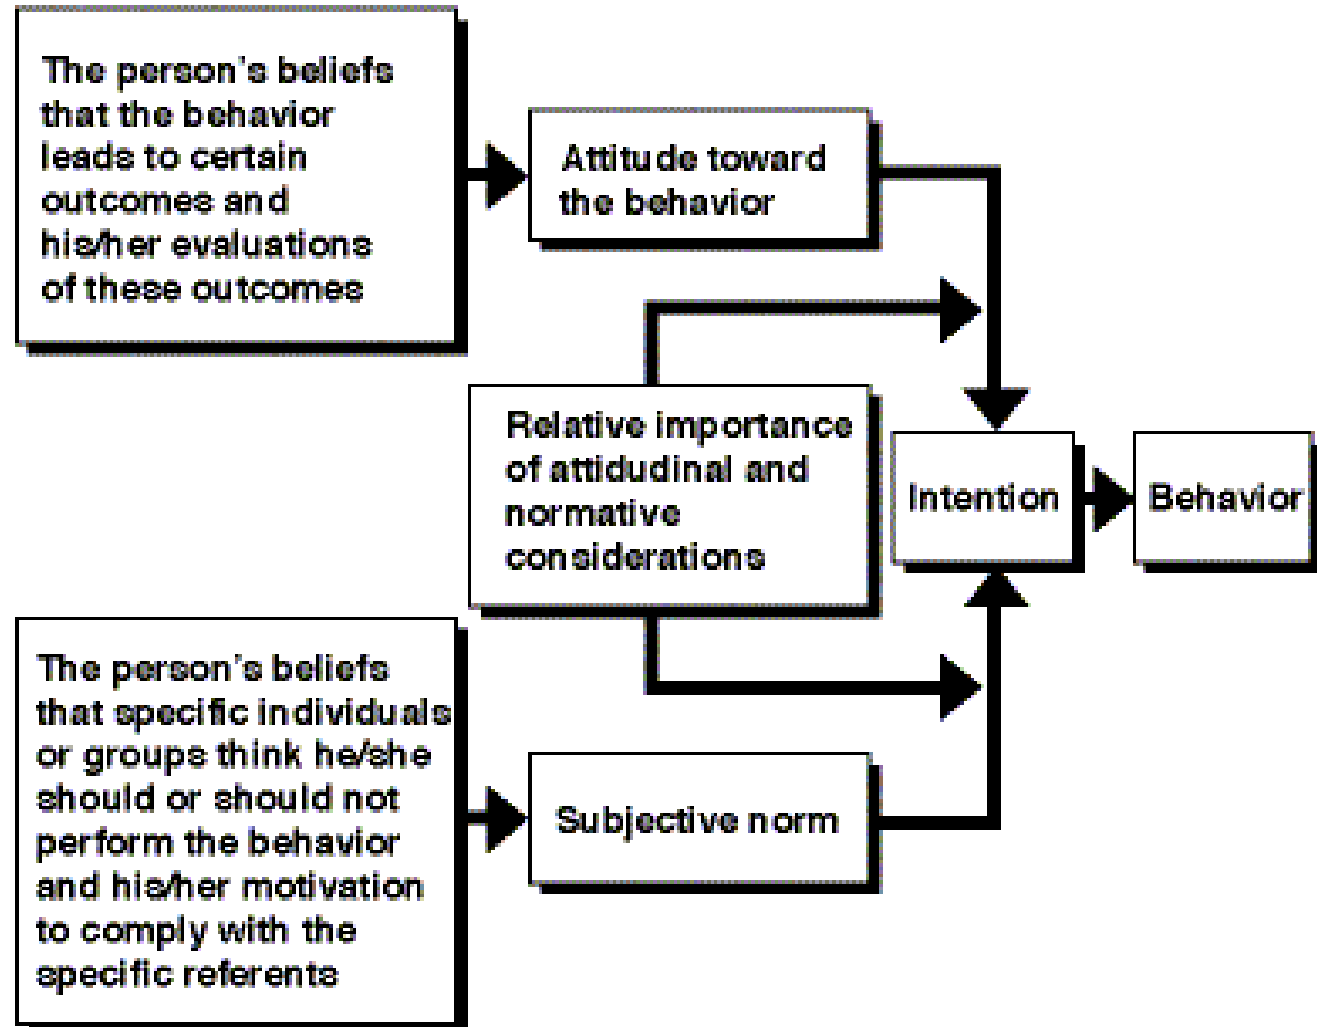 The person's beliefs
that the behavior
leads to certain
outcomes and
his/her evaluations
of these outcomes
Attitude toward
the behavior
Relative importance
of attidudinal and
normative
considerations
Intention
Behavior
The person's beliefs
that specific individuals
or groups think he/she
should or should not
perform the behavior
and his/her motivation
to comply with the
specific referents
Subjective norm